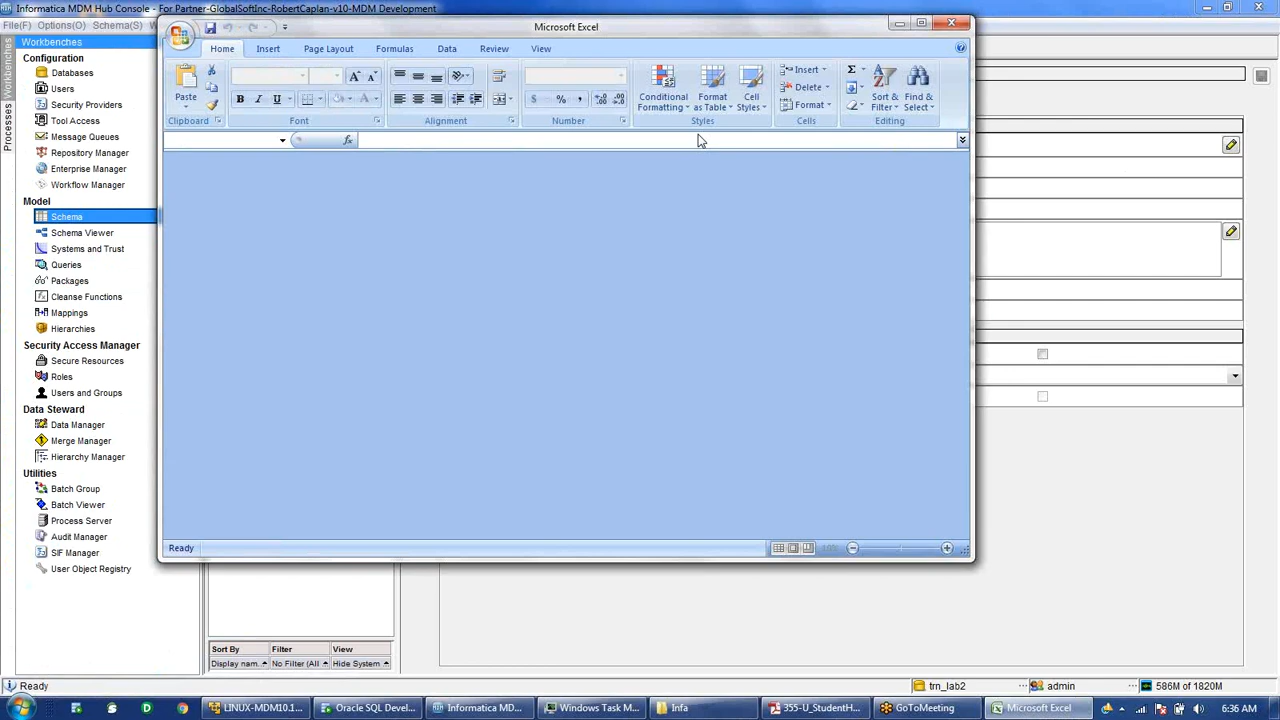 Informatica MDM Hub Console - For Partner-GlobalSoftInc-RobertCaplan-v10-MDM Development
File(F) Edit(E) Options(O) Schema(S)
Workbenches
Workbenches
Processes
Configuration
Databases
Users
Security Providers
Tool Access
Message Queues
Repository Manager
Enterprise Manager
Workflow Manager
Model
Schema
Schema Viewer
Systems and Trust
Queries
Packages
Cleanse Functions
Mappings
Hierarchies
Security Access Manager
Secure Resources
Roles
Users and Groups
Data Steward
Data Manager
Merge Manager
Hierarchy Manager
Utilities
Batch Group
Batch Viewer
Process Server
Audit Manager
SIF Manager
User Object Registry
Microsoft Excel
Home Insert Page Layout Formulas Data Review View
Paste
B I U
$ % ,
Conditional Formatting
Format as Table
Cell Styles
Insert
Delete
Format
Σ
Sort & Filter
Find & Select
Clipboard Font Alignment Number Styles Cells Editing
fx
Ready
Sort By Filter View
Display nam... No Filter (All Hide System
Ready
trn_lab2 admin 586M of 1820M
LINUX-MDM10.1... Oracle SQL Devel... Informatica MD... Windows Task M... Infa 355-U_StudentH... GoToMeeting Microsoft Excel 6:36 AM